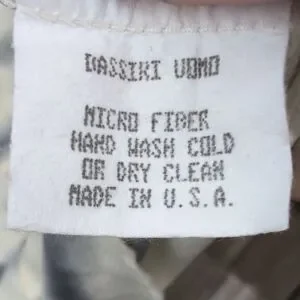 DASSIKI UOMO
MICRO FIBER
HAND WASH COLD
OR DRY CLEAN
MADE IN U.S.A.